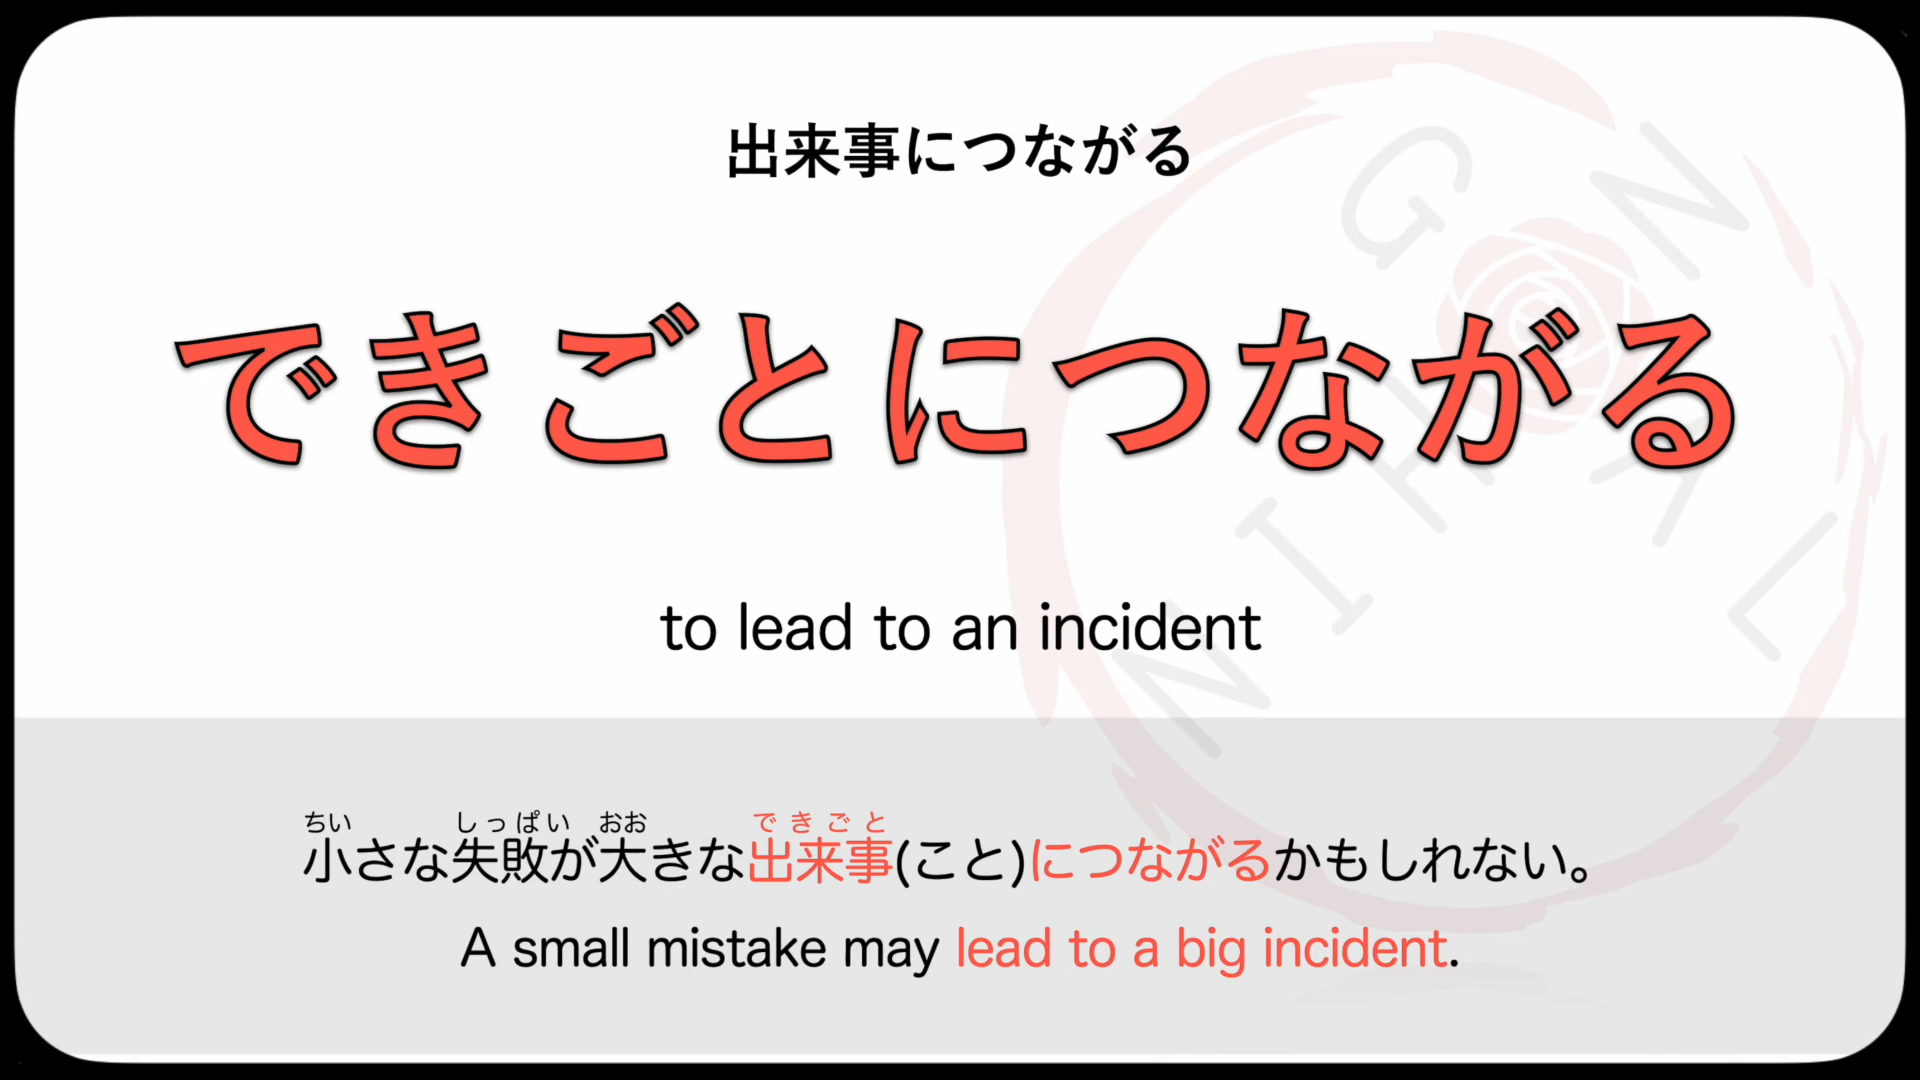 出来事につながる
できごとにつながる
to lead to an incident
ちい しっぱい おお できごと
小さな失敗が大きな出来事(こと)につながるかもしれない。
A small mistake may lead to a big incident.
NIHONGAL